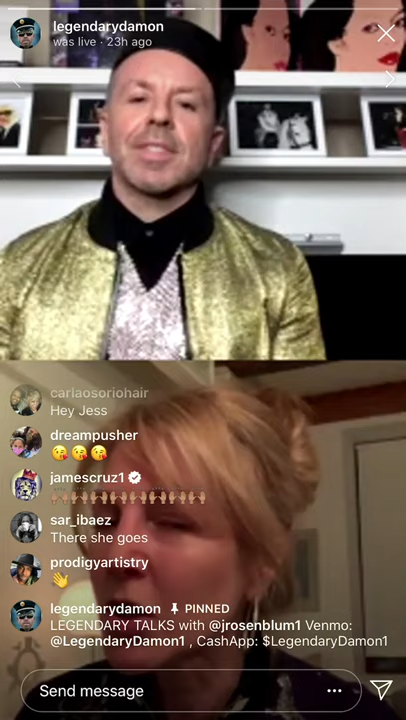 legendarydamon
was live · 23h ago
carlaosoriohair
Hey Jess
dreampusher
😘😘😘
jamescruz1
🙌🏽🙌🏽🙌🏽🙌🏽🙌🏽🙌🏽🙌🏽🙌🏽🙌🏽🙌🏽
sar_ibaez
There she goes
prodigyartistry
👋
legendarydamon PINNED
LEGENDARY TALKS with @jrosenblum1 Venmo:
@LegendaryDamon1 , CashApp: $LegendaryDamon1
Send message